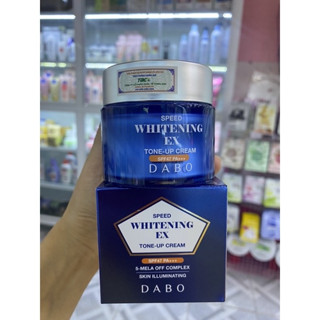 SPEED
WHITENING
EX
TONE-UP CREAM
SPF47 PA+++
DABO
SPEED
WHITENING
EX
TONE-UP CREAM
SPF47 PA+++
5-MELA OFF COMPLEX
SKIN ILLUMINATING
DABO